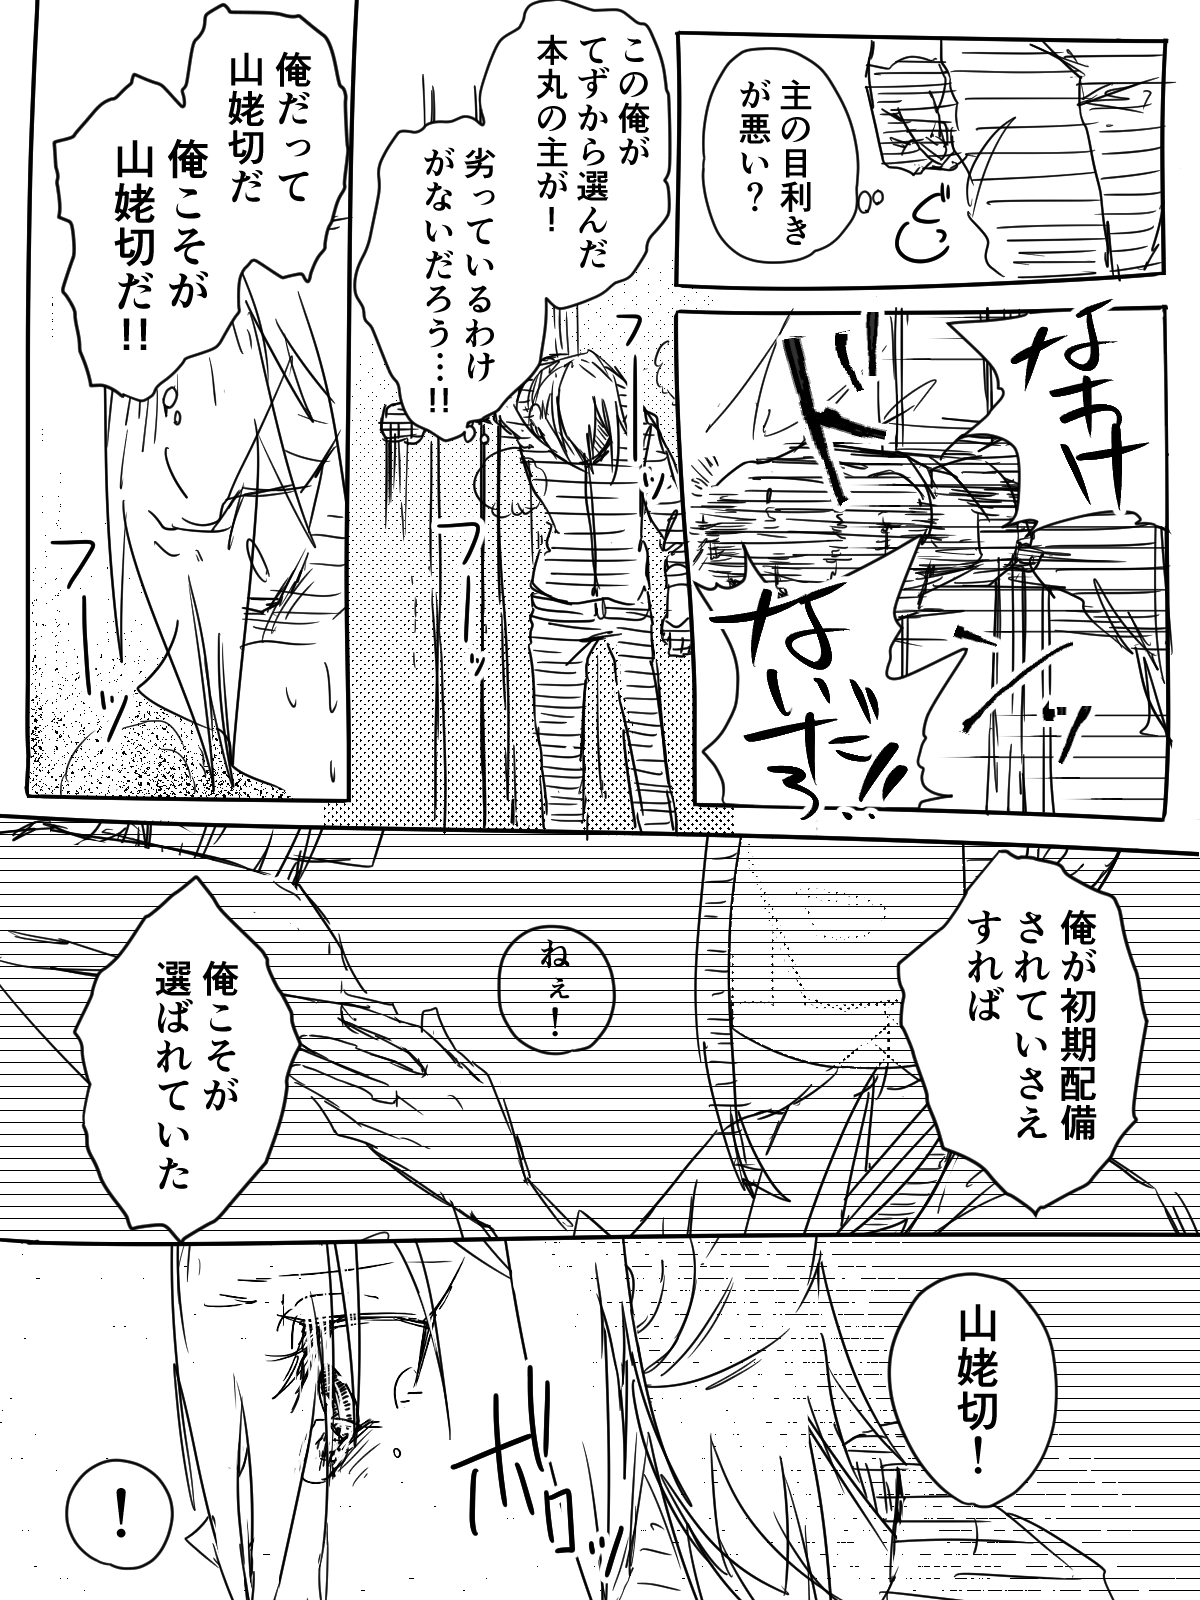 主の目利き
が悪い?
ぐっ
なわけ
ないだろ!!
ドガッ
この俺が
てずから選んだ
本丸の主が!
劣っているわけ
がないだろう…!!
フーッ
フーッ
俺だって
山姥切だ
俺こそが
山姥切だ!!
フーッ
俺が初期配備
されていさえ
すれば
ねぇ!
俺こそが
選ばれていた
山姥切!
ポロッ
!